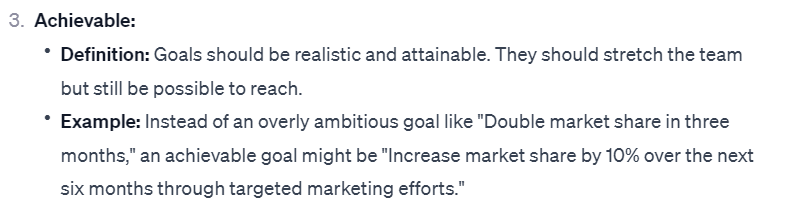 3. Achievable:
• Definition: Goals should be realistic and attainable. They should stretch the team
but still be possible to reach.
• Example: Instead of an overly ambitious goal like "Double market share in three
months," an achievable goal might be "Increase market share by 10% over the next
six months through targeted marketing efforts."